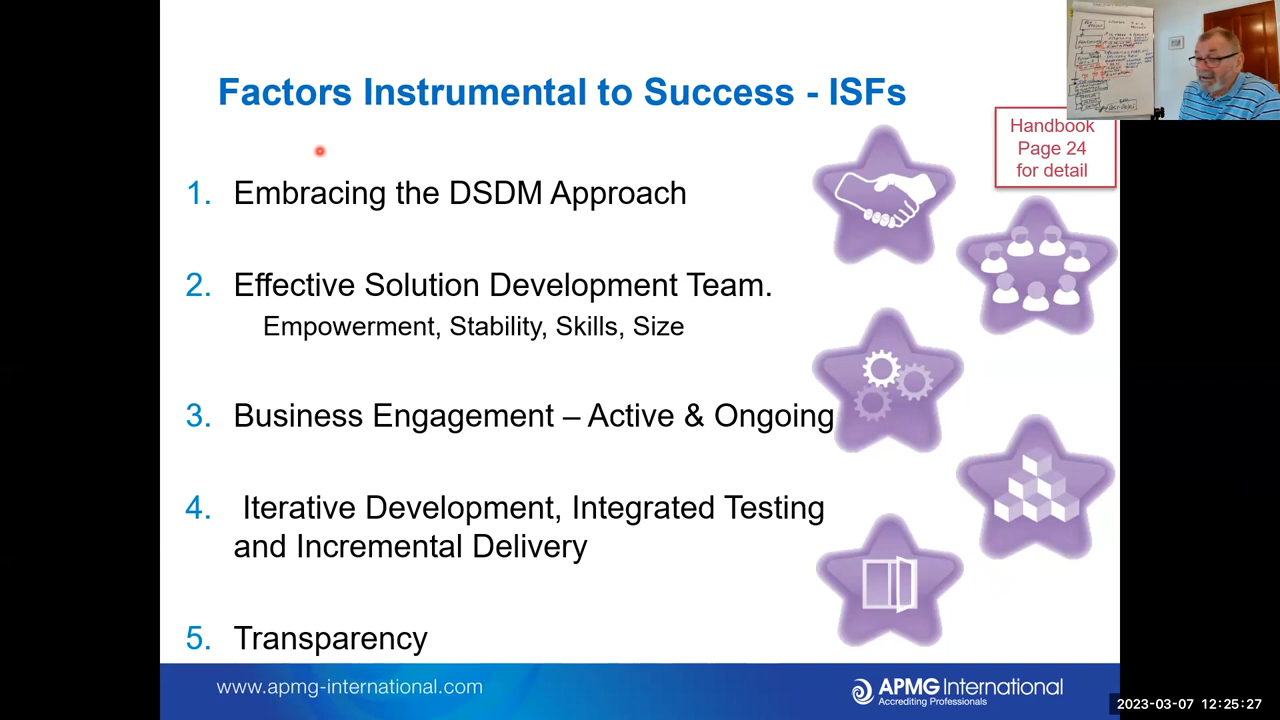 Factors Instrumental to Success - ISFs
Handbook
Page 24
for detail
1. Embracing the DSDM Approach
2. Effective Solution Development Team.
Empowerment, Stability, Skills, Size
3. Business Engagement – Active & Ongoing
4. Iterative Development, Integrated Testing
and Incremental Delivery
5. Transparency
www.apmg-international.com
APMG International
Accrediting Professionals
2023-03-07 12:25:27